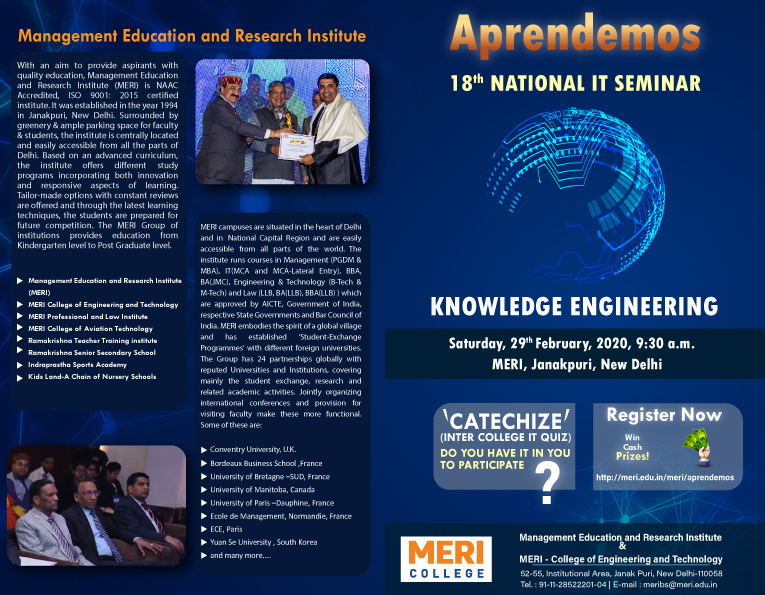 Management Education and Research Institute
With an aim to provide aspirants with
quality education, Management Education
and Research Institute (MERI) is NAAC
Accredited, ISO 9001: 2015 certified
institute. It was established in the year 1994
in Janakpuri, New Delhi. Surrounded by
greenery & ample parking space for faculty
& students, the institute is centrally located
and easily accessible from all the parts of
Delhi. Based on an advanced curriculum,
the institute offers different study
programs incorporating both innovation
and responsive aspects of learning.
Tailor-made options with constant reviews
are offered and through the latest learning
techniques, the students are prepared for
future competition. The MERI Group of
institutions provides education from
Kindergarten level to Post Graduate level.
Management Education and Research Institute
(MERI)
MERI College of Engineering and Technology
MERI Professional and Law Institute
MERI College of Aviation Technology
Ramakrishna Teacher Training institute
Ramakrishna Senior Secondary School
Indraprastha Sports Academy
Kids Land-A Chain of Nursery Schools
MERI campuses are situated in the heart of Delhi
and in National Capital Region and are easily
accessible from all parts of the world. The
institute runs courses in Management (PGDM &
MBA), IT(MCA and MCA-Lateral Entry), BBA,
BA(JMC), Engineering & Technology (B-Tech &
M-Tech) and Law (LLB, BA(LLB), BBA(LLB) ) which
are approved by AICTE, Government of India,
respective State Governments and Bar Council of
India. MERI embodies the spirit of a global village
and has established 'Student-Exchange
Programmes' with different foreign universities.
The Group has 24 partnerships globally with
reputed Universities and Institutions, covering
mainly the student exchange, research and
related academic activities. Jointly organizing
international conferences and provision for
visiting faculty make these more functional.
Some of these are:
Conventry University, U.K.
Bordeaux Business School ,France
University of Bretagne –SUD, France
University of Manitoba, Canada
University of Paris –Dauphine, France
Ecole de Management, Normandie, France
ECE, Paris
Yuan Se University , South Korea
and many more....
Aprendemos
18th NATIONAL IT SEMINAR
KNOWLEDGE ENGINEERING
Saturday, 29th February, 2020, 9:30 a.m.
MERI, Janakpuri, New Delhi
'CATECHIZE'
(INTER COLLEGE IT QUIZ)
DO YOU HAVE IT IN YOU
TO PARTICIPATE ?
Register Now
Win
Cash
Prizes!
http://meri.edu.in/meri/aprendemos
MERI
COLLEGE
Management Education and Research Institute
&
MERI - College of Engineering and Technology
52-55, Institutional Area, Janak Puri, New Delhi-110058
Tel. : 91-11-28522201-04 | E-mail : meribs@meri.edu.in